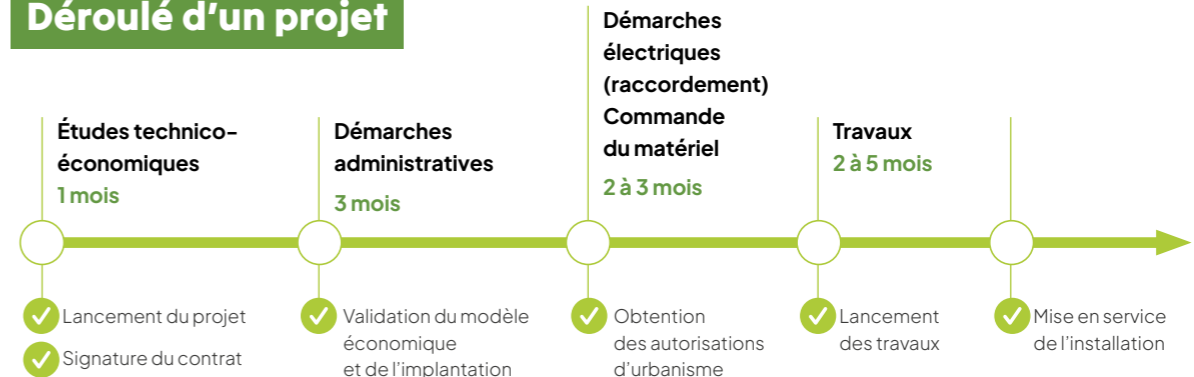 Déroulé d'un projet
Études technico-
économiques
1 mois
Démarches
administratives
3 mois
Démarches
électriques
(raccordement)
Commande
du matériel
2 à 3 mois
Travaux
2 à 5 mois
Lancement du projet
Signature du contrat
Validation du modèle
économique
et de l'implantation
Obtention
des autorisations
d'urbanisme
Lancement
des travaux
Mise en service
de l'installation